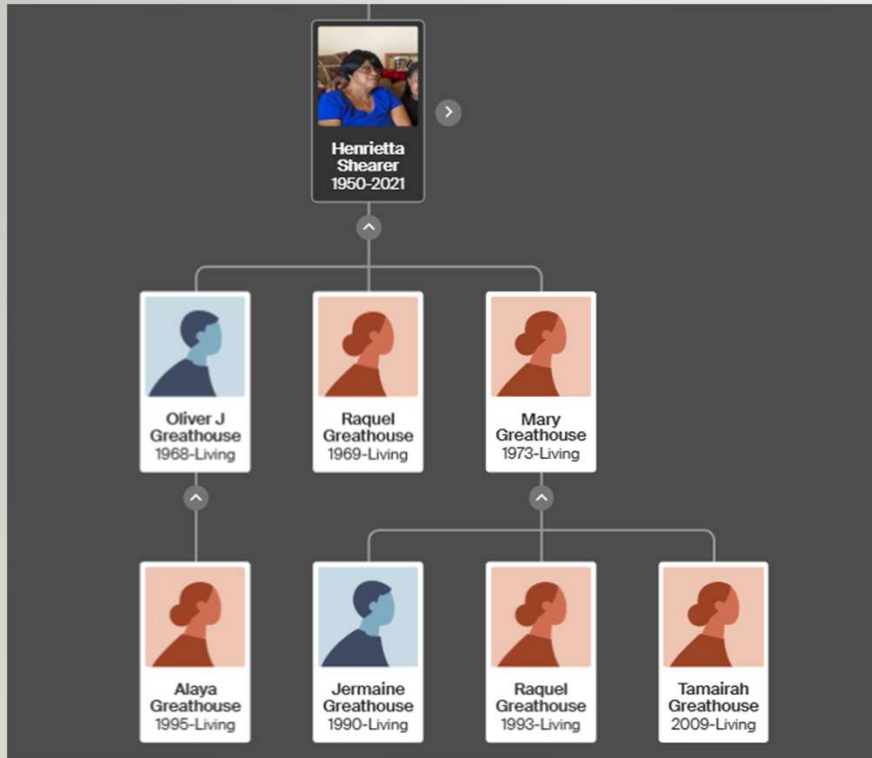 Henrietta
Shearer
1950-2021
Oliver J
Greathouse
1968-Living
Raquel
Greathouse
1969-Living
Mary
Greathouse
1973-Living
Alaya
Greathouse
1995-Living
Jermaine
Greathouse
1990-Living
Raquel
Greathouse
1993-Living
Tamairah
Greathouse
2009-Living